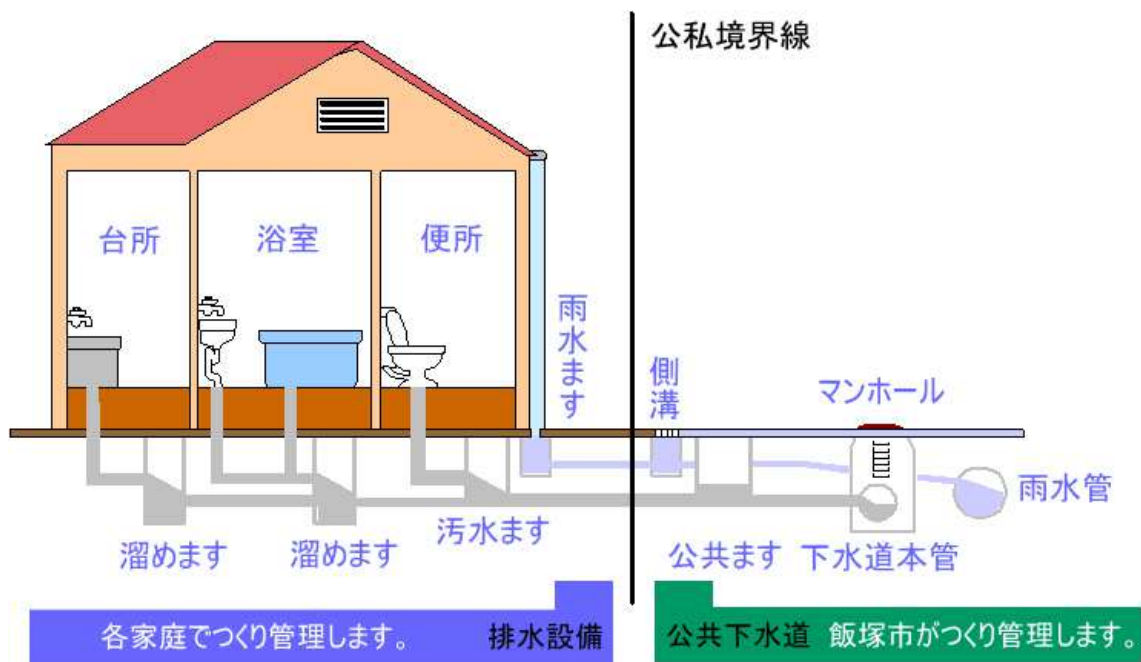 公私境界線
台所
浴室
便所
雨水ます
側溝
マンホール
雨水管
溜めます
溜めます
汚水ます
公共ます
下水道本管
各家庭でつくり管理します。 排水設備
公共下水道 飯塚市がつくり管理します。